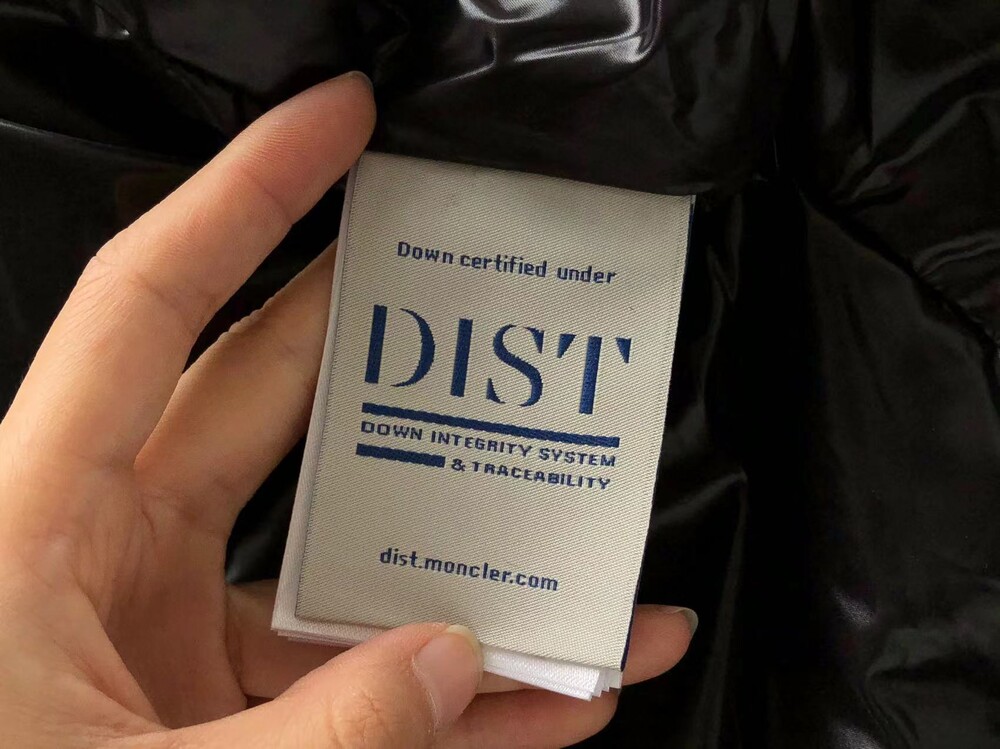 Down certified under
DIST
DOWN INTEGRITY SYSTEM
& TRACEABILITY
dist.moncler.com